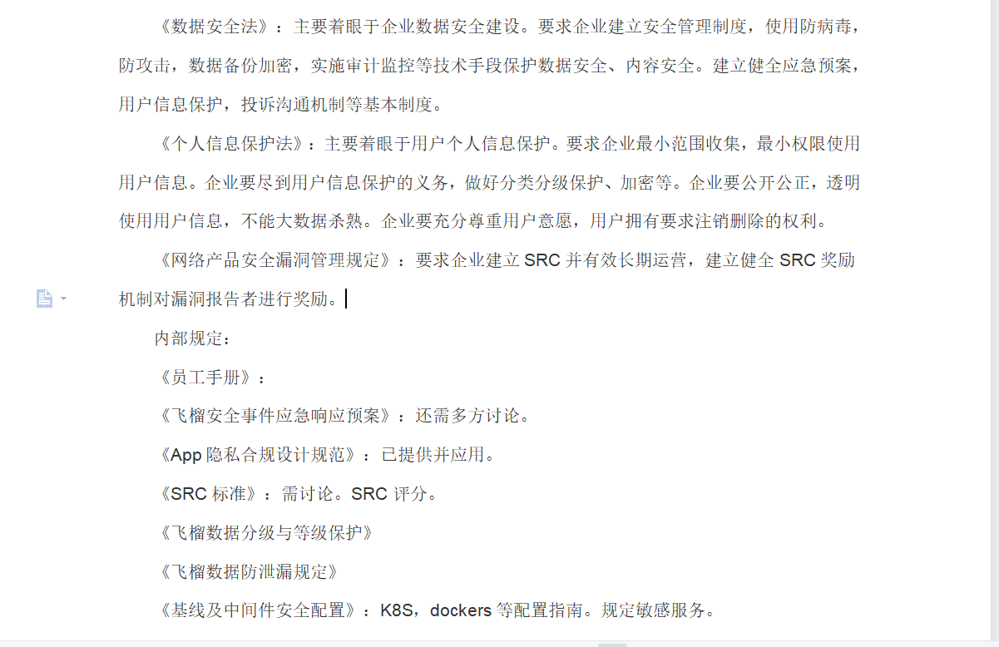 《数据安全法》：主要着眼于企业数据安全建设。要求企业建立安全管理制度，使用防病毒，
防攻击，数据备份加密，实施审计监控等技术手段保护数据安全、内容安全。建立健全应急预案，
用户信息保护，投诉沟通机制等基本制度。
《个人信息保护法》：主要着眼于用户个人信息保护。要求企业最小范围收集，最小权限使用
用户信息。企业要尽到用户信息保护的义务，做好分类分级保护、加密等。企业要公开公正，透明
使用用户信息，不能大数据杀熟。企业要充分尊重用户意愿，用户拥有要求注销删除的权利。
《网络产品安全漏洞管理规定》：要求企业建立 SRC 并有效长期运营，建立健全 SRC 奖励
机制对漏洞报告者进行奖励。
内部规定：
《员工手册》：
《飞榴安全事件应急响应预案》：还需多方讨论。
《App 隐私合规设计规范》：已提供并应用。
《SRC 标准》：需讨论。SRC 评分。
《飞榴数据分级与等级保护》
《飞榴数据防泄漏规定》
《基线及中间件安全配置》：K8S，dockers 等配置指南。规定敏感服务。